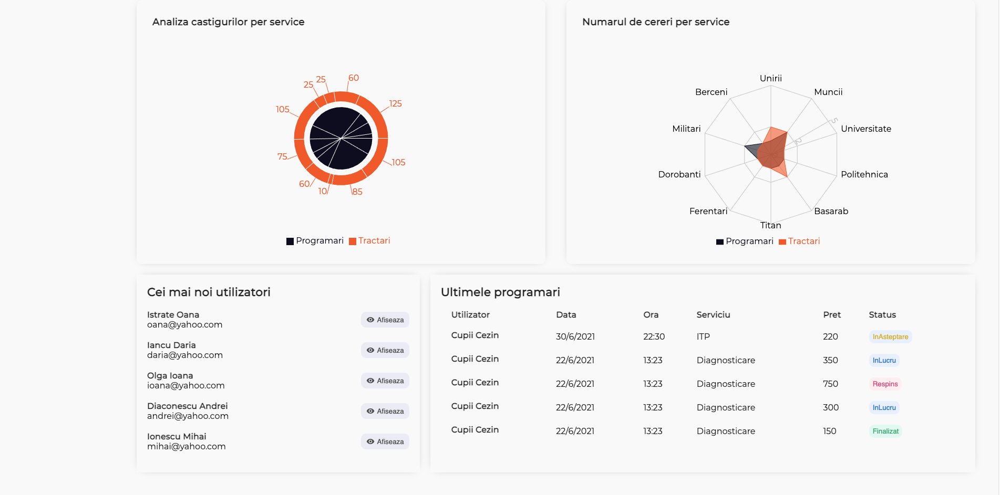 Analiza castigurilor per service
60
25
25
125
105
75
105
60
10
85
Programari Tractari
Numarul de cereri per service
Unirii
Berceni
Muncii
5
Militari
Universitate
2
Dorobanti
Politehnica
Ferentari
Basarab
Titan
Programari Tractari
Cei mai noi utilizatori
Istrate Oana
oana@yahoo.com
Afiseaza
Iancu Daria
daria@yahoo.com
Afiseaza
Olga Ioana
ioana@yahoo.com
Afiseaza
Diaconescu Andrei
andrei@yahoo.com
Afiseaza
Ionescu Mihai
mihai@yahoo.com
Afiseaza
Ultimele programari
Utilizator Data Ora Serviciu Pret Status
Cupii Cezin 30/6/2021 22:30 ITP 220 InAsteptare
Cupii Cezin 22/6/2021 13:23 Diagnosticare 350 InLucru
Cupii Cezin 22/6/2021 13:23 Diagnosticare 750 Respins
Cupii Cezin 22/6/2021 13:23 Diagnosticare 300 InLucru
Cupii Cezin 22/6/2021 13:23 Diagnosticare 150 Finalizat